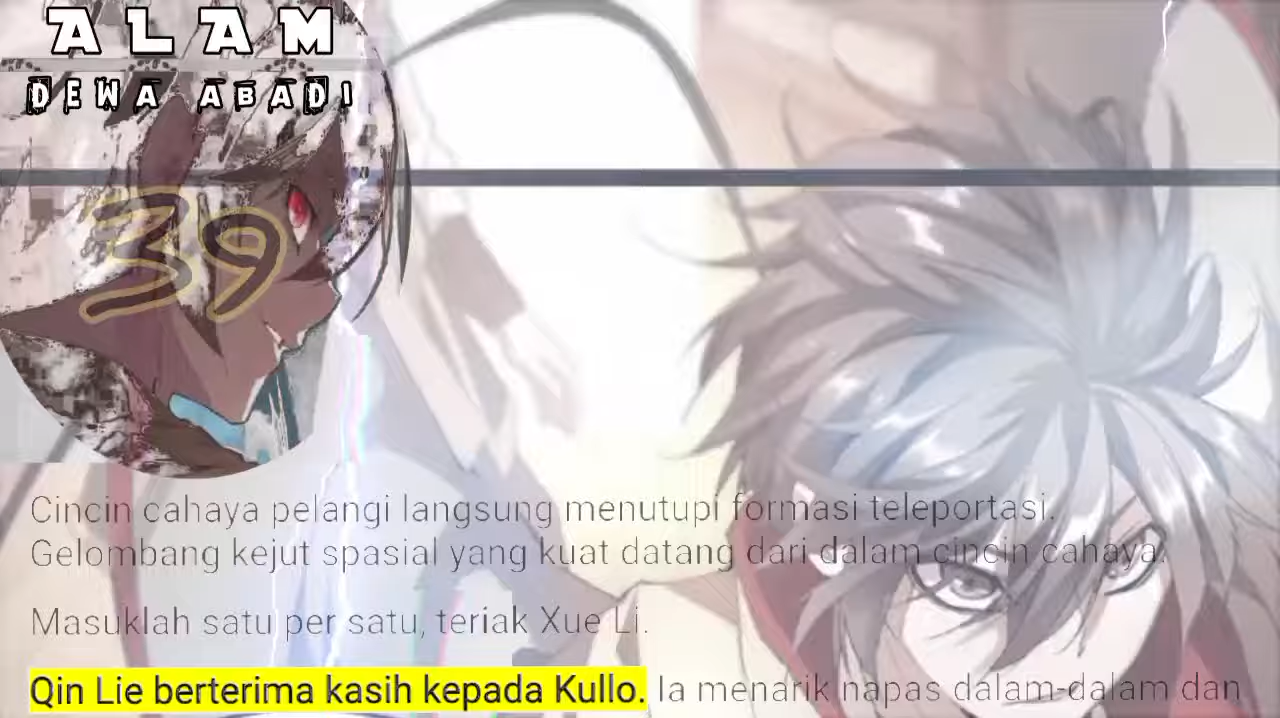 ALAM
DEWA ABADI
39
Cincin cahaya pelangi langsung menutupi formasi teleportasi.
Gelombang kejut spasial yang kuat datang dari dalam cincin cahaya.
Masuklah satu per satu, teriak Xue Li.
Qin Lie berterima kasih kepada Kullo. Ia menarik napas dalam-dalam dan